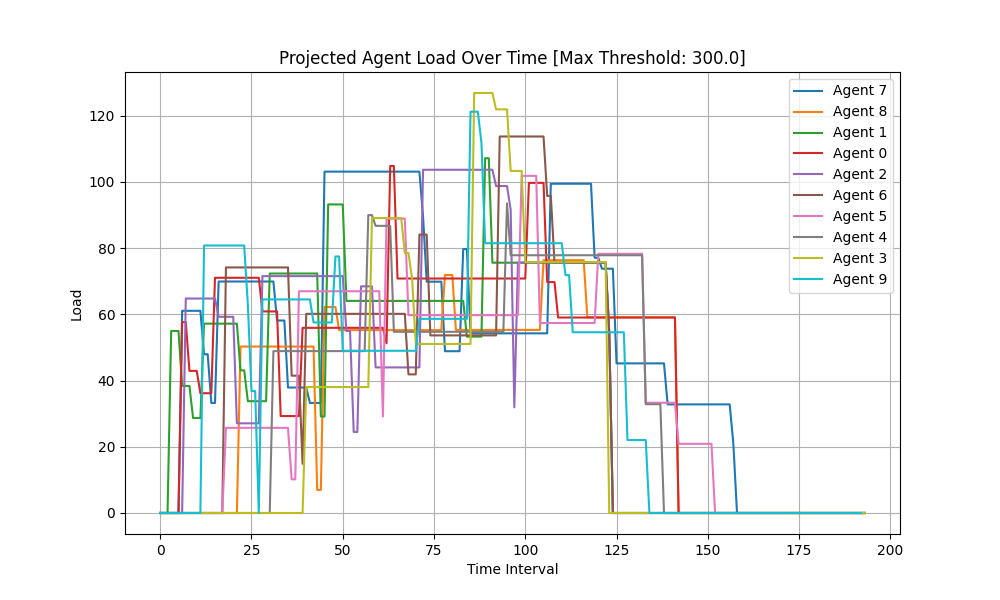 Projected Agent Load Over Time [Max Threshold: 300.0]
Load
120
100
80
60
40
20
0
0 25 50 75 100 125 150 175 200
Time Interval
Agent 7
Agent 8
Agent 1
Agent 0
Agent 2
Agent 6
Agent 5
Agent 4
Agent 3
Agent 9